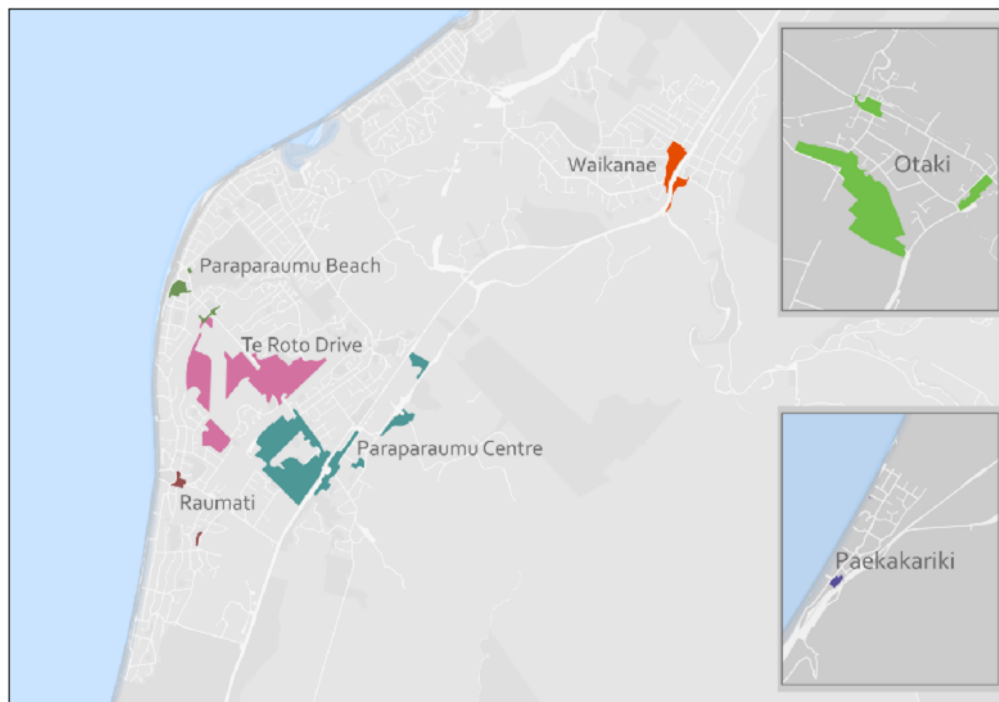 Waikanae
Otaki
Paraparaumu Beach
Te Roto Drive
Paraparaumu Centre
Raumati
Paekakariki